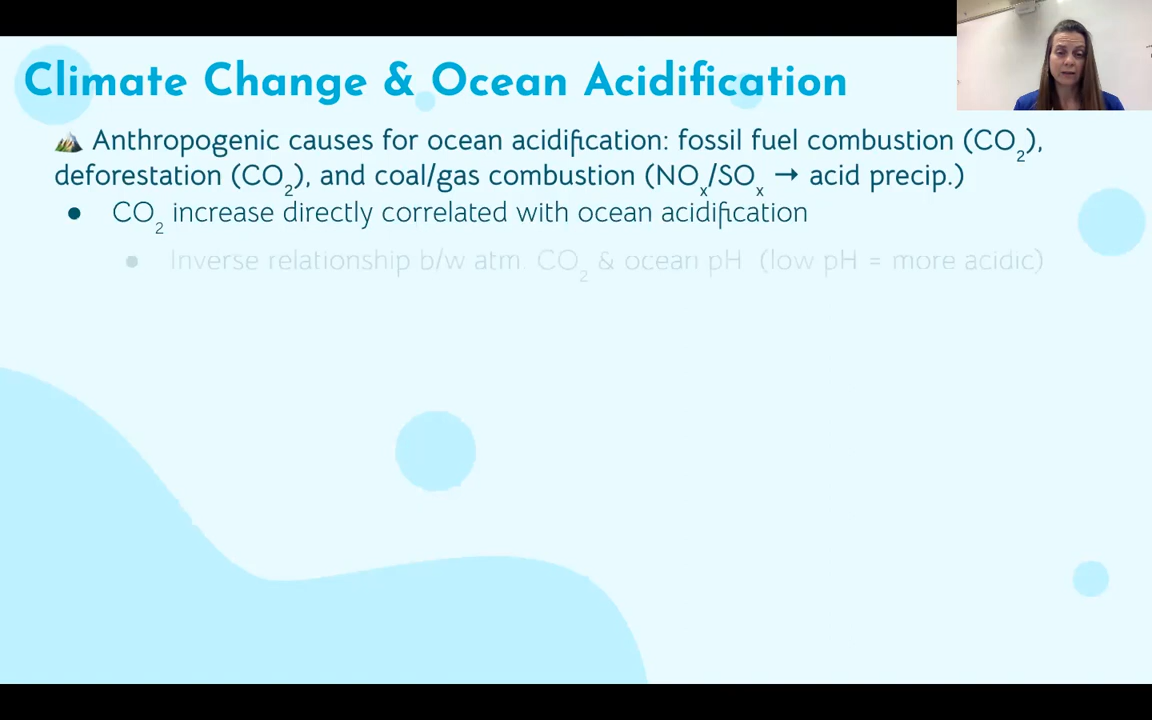 Climate Change & Ocean Acidification
Anthropogenic causes for ocean acidification: fossil fuel combustion (CO₂),
deforestation (CO₂), and coal/gas combustion (NOₓ/SOₓ → acid precip.)
● CO₂ increase directly correlated with ocean acidification
● Inverse relationship b/w atm. CO₂ & ocean pH (low pH = more acidic)